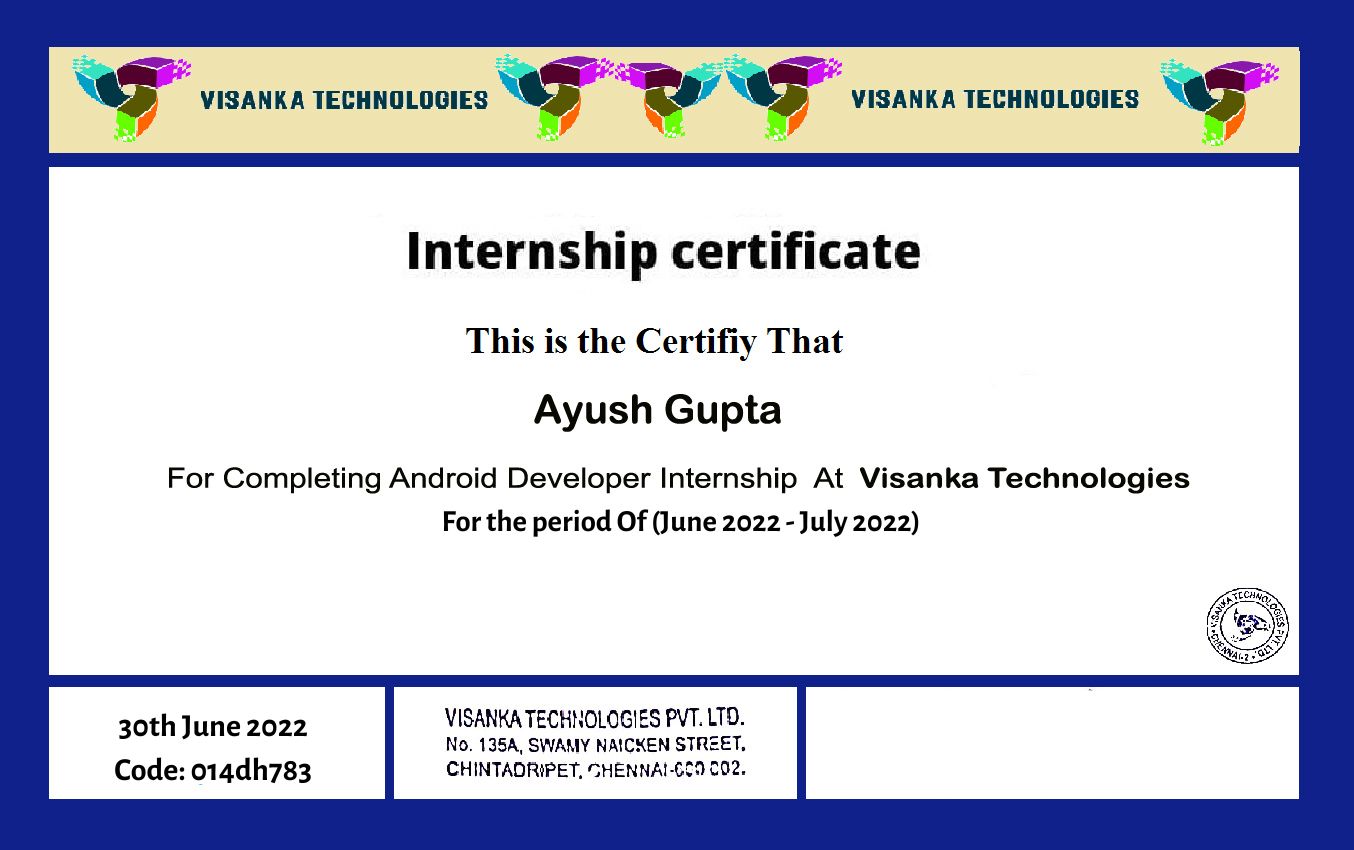 VISANKA TECHNOLOGIES
VISANKA TECHNOLOGIES
Internship certificate
This is the Certifiy That
Ayush Gupta
For Completing Android Developer Internship At Visanka Technologies
For the period Of (June 2022 - July 2022)
VISANKA TECHNOLOGIES PVT. LTD.
CHENNAI-2
30th June 2022
Code: 014dh783
VISANKA TECHNOLOGIES PVT. LTD.
No. 135A, SWAMY NAICKEN STREET,
CHINTADRIPET, CHENNAI-600 002.